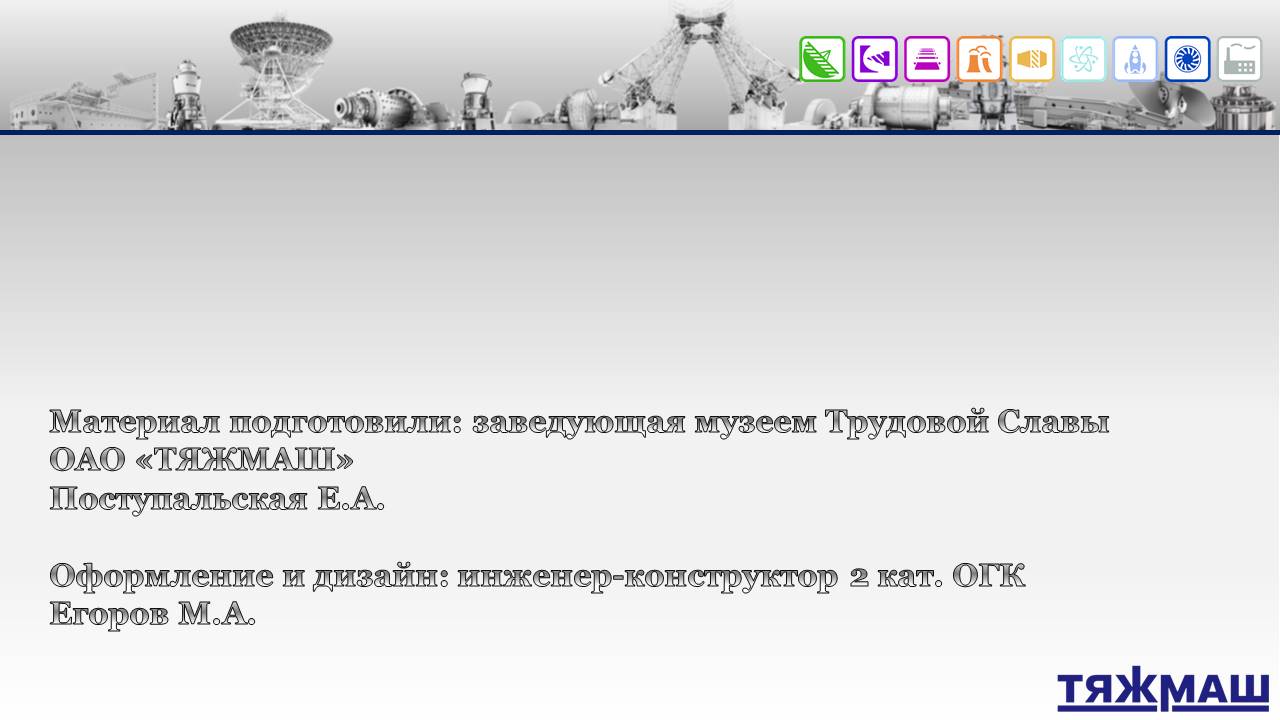 Материал подготовили: заведующая музеем Трудовой Славы
ОАО «ТЯЖМАШ»
Поступальская Е.А.
Оформление и дизайн: инженер-конструктор 2 кат. ОГК
Егоров М.А.
ТЯЖМАШ